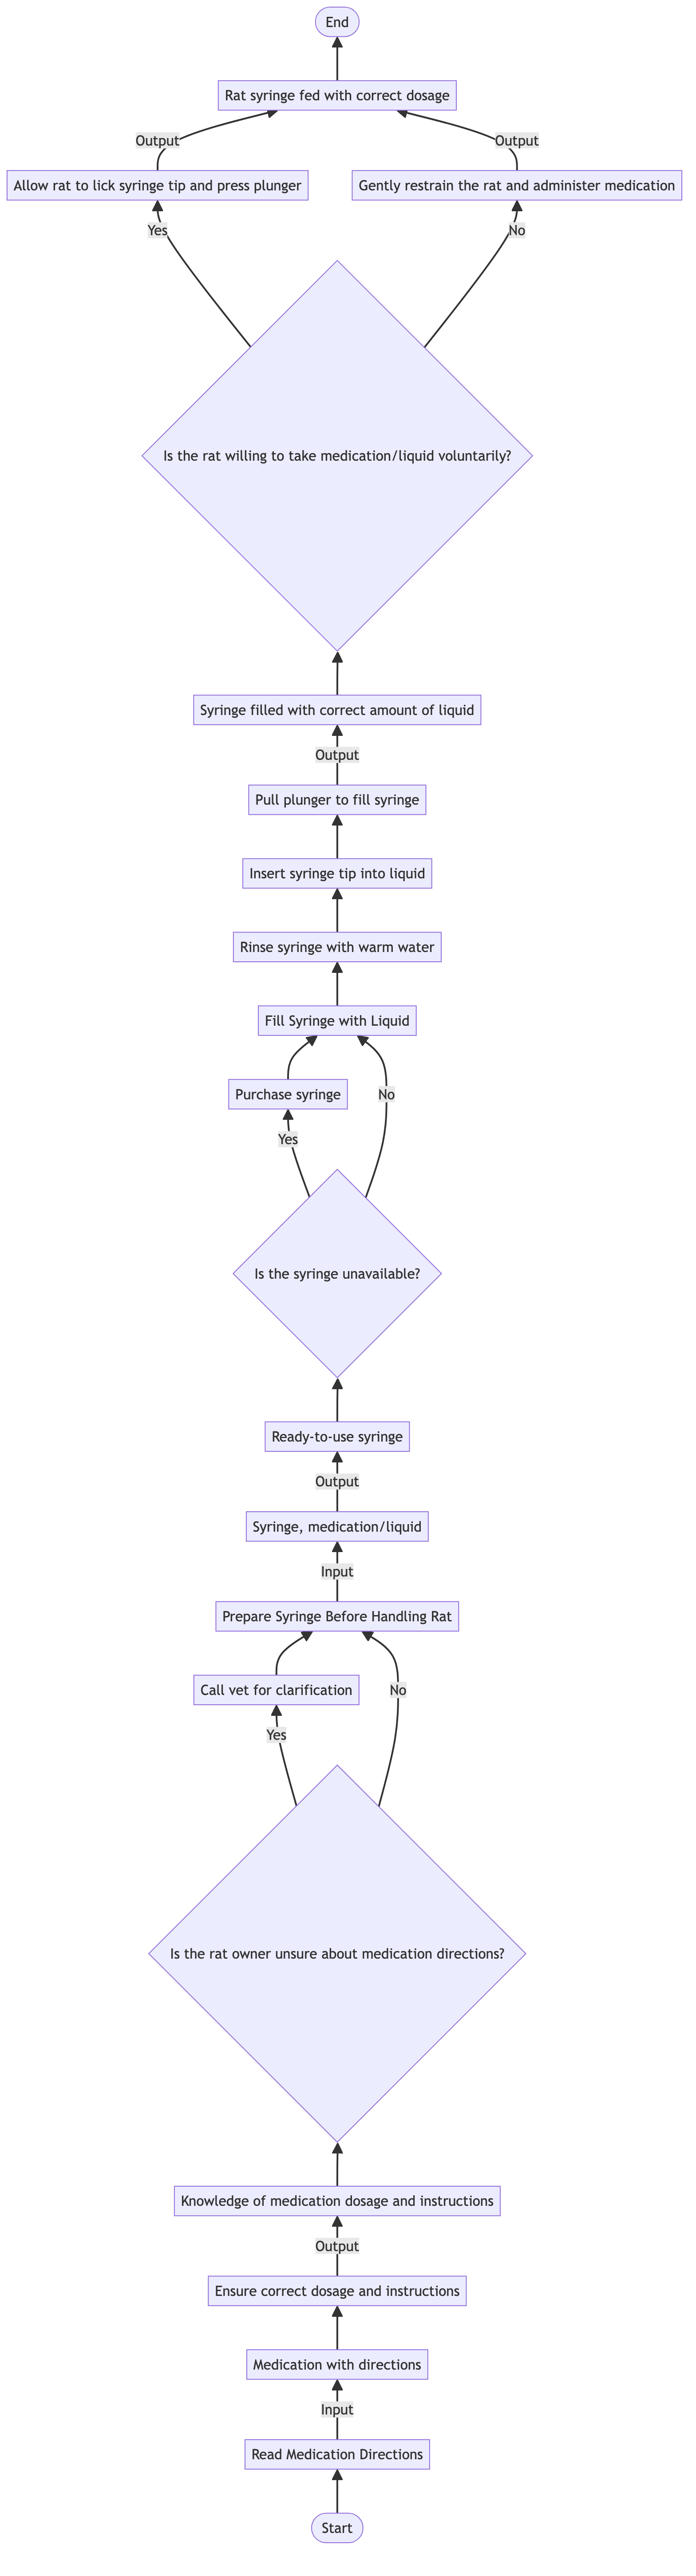 End
Rat syringe fed with correct dosage
Output
Output
Allow rat to lick syringe tip and press plunger
Gently restrain the rat and administer medication
Yes
No
Is the rat willing to take medication/liquid voluntarily?
Syringe filled with correct amount of liquid
Output
Pull plunger to fill syringe
Insert syringe tip into liquid
Rinse syringe with warm water
Fill Syringe with Liquid
Purchase syringe
No
Yes
Is the syringe unavailable?
Ready-to-use syringe
Output
Syringe, medication/liquid
Input
Prepare Syringe Before Handling Rat
Call vet for clarification
No
Yes
Is the rat owner unsure about medication directions?
Knowledge of medication dosage and instructions
Output
Ensure correct dosage and instructions
Medication with directions
Input
Read Medication Directions
Start